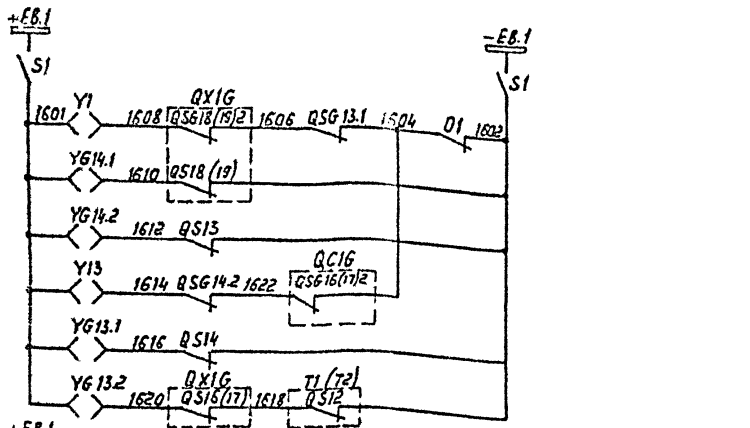 +EB.1
-EB.1
S1
S1
1601
Y1
1608
QX1G
QSG18(19)2
1606
QSG13.1
1604
01
1602
YG14.1
1610
QS18(19)
YG14.2
1612
QS13
Y13
1614
QSG14.2
1622
QC1G
QSG16(17)2
YG13.1
1616
QS14
YG13.2
1620
QX1G
QS16(17)
1618
T1(T2)
QS12
+EB.1